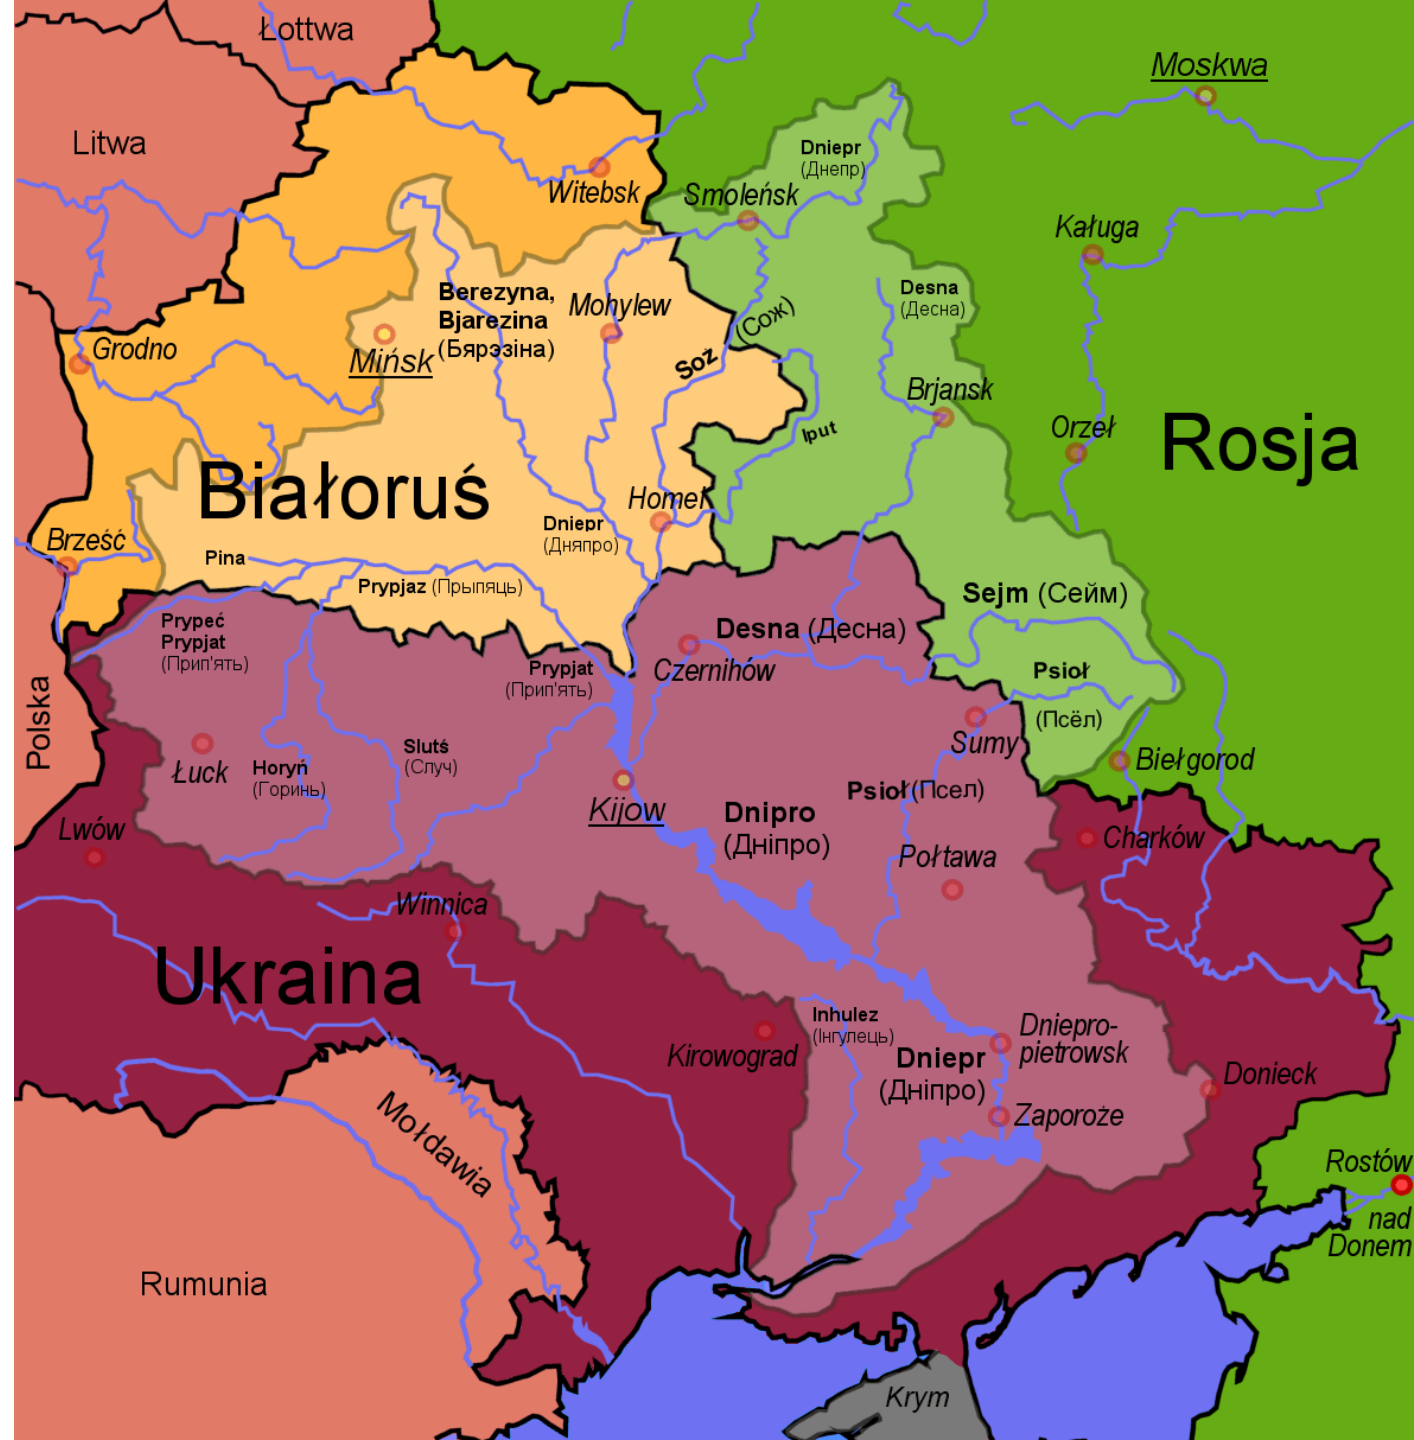 Łottwa
Moskwa
Litwa
Dniepr
(Днепр)
Witebsk
Smoleńsk
Kaługa
Berezyna,
Bjarezina
(Бярэзіна)
Mohylew
Desna
(Десна)
(Сож)
Grodno
Mińsk
Soż
Brjansk
Iput
Orzeł
Rosja
Białoruś
Homel
Dniepr
(Дняпро)
Brześć
Pina
Prypjaz (Прыпяць)
Sejm (Сейм)
Prypeć
Prypjat
(Прип'ять)
Desna (Десна)
Prypjat
(Прип'ять)
Czernihów
Psioł
(Псёл)
Polska
Sumy
Łuck
Slutś
(Случ)
Horyń
(Горинь)
Biełgorod
Psioł (Псел)
Kijow
Dnipro
(Дніпро)
Lwów
Charków
Połtawa
Winnica
Ukraina
Inhulez
(Інгулець)
Dniepro-
pietrowsk
Kirowograd
Dniepr
(Дніпро)
Donieck
Zaporoże
Mołdawia
Rostów
nad
Donem
Rumunia
Krym